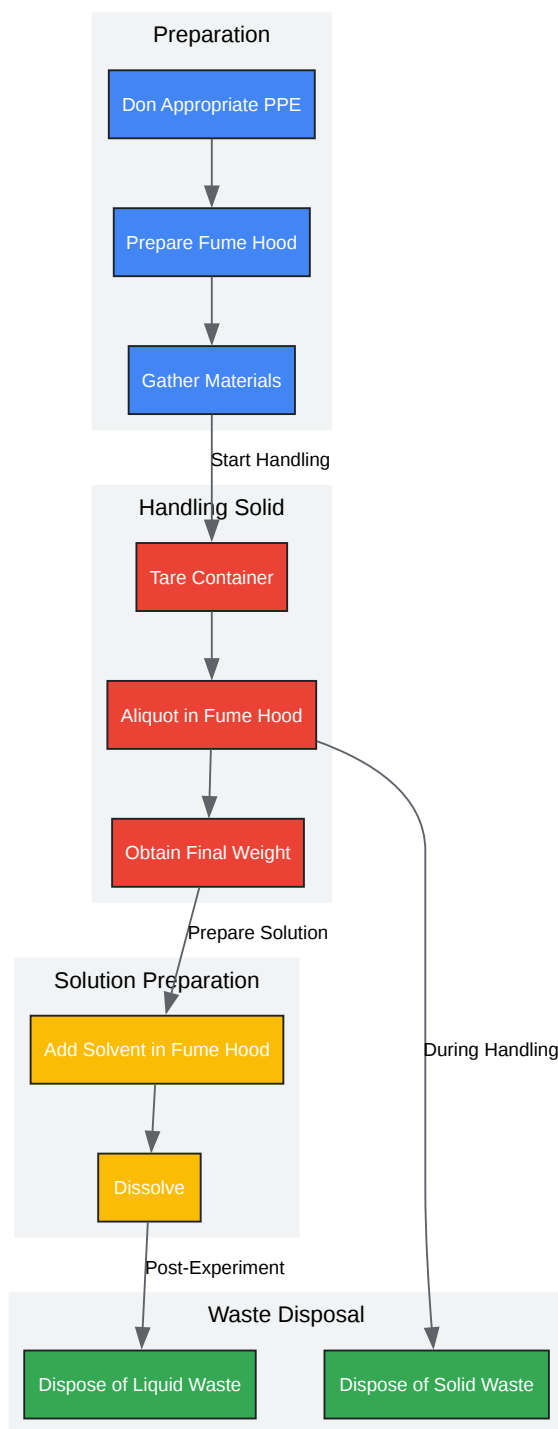 Preparation
Don Appropriate PPE
Prepare Fume Hood
Gather Materials
Start Handling
Handling Solid
Tare Container
Aliquot in Fume Hood
Obtain Final Weight
Prepare Solution
Solution Preparation
Add Solvent in Fume Hood
During Handling
Dissolve
Post-Experiment
Waste Disposal
Dispose of Liquid Waste
Dispose of Solid Waste